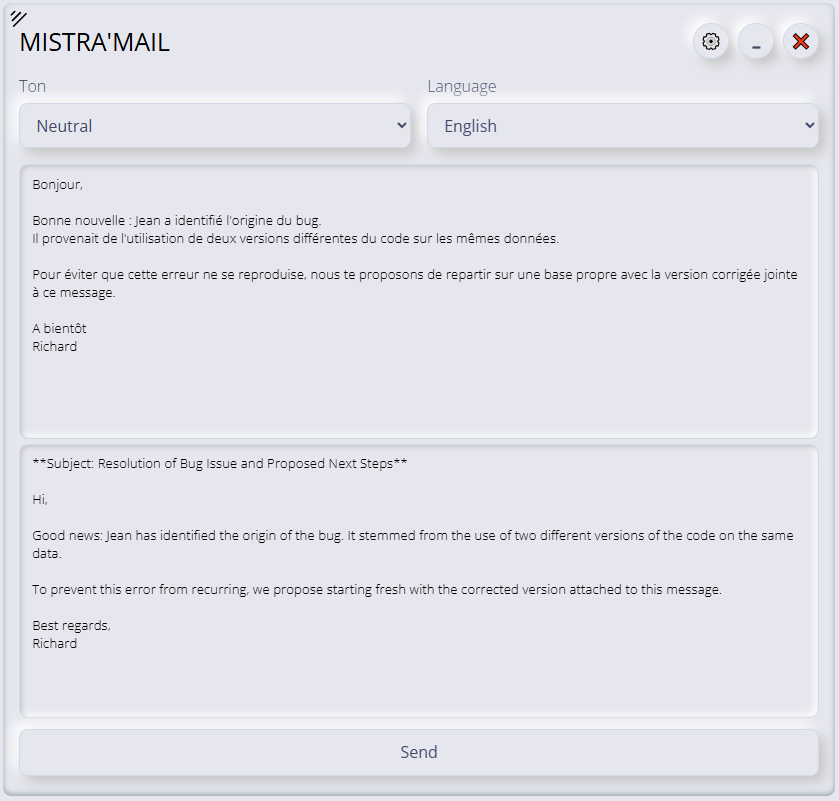 MISTRA'MAIL
Ton
Language
Neutral
English
Bonjour,
Bonne nouvelle : Jean a identifié l'origine du bug.
Il provenait de l'utilisation de deux versions différentes du code sur les mêmes données.
Pour éviter que cette erreur ne se reproduise, nous te proposons de repartir sur une base propre avec la version corrigée jointe
à ce message.
A bientôt
Richard
**Subject: Resolution of Bug Issue and Proposed Next Steps**
Hi,
Good news: Jean has identified the origin of the bug. It stemmed from the use of two different versions of the code on the same
data.
To prevent this error from recurring, we propose starting fresh with the corrected version attached to this message.
Best regards,
Richard
Send